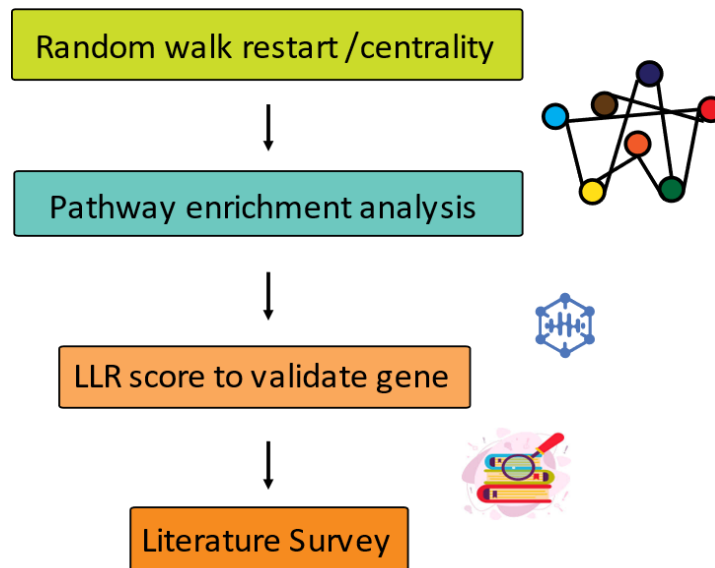 Random walk restart /centrality
Pathway enrichment analysis
LLR score to validate gene
Literature Survey